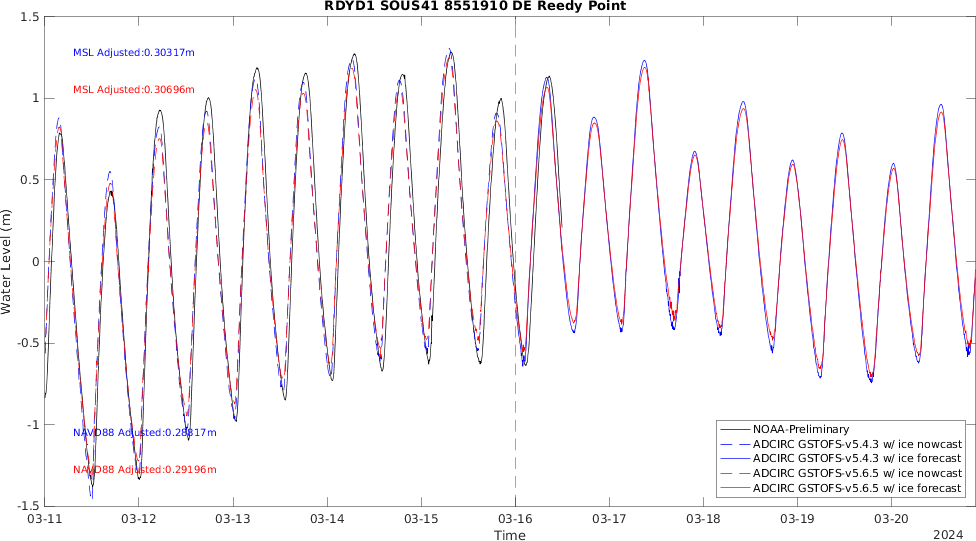 RDYD1 SOUS41 8551910 DE Reedy Point
1.5
1
0.5
0
-0.5
-1
-1.5
Water Level (m)
MSL Adjusted:0.30317m
MSL Adjusted:0.30696m
NAVD88 Adjusted:0.28817m
NAVD88 Adjusted:0.29196m
NOAA-Preliminary
ADCIRC GSTOFS-v5.4.3 w/ ice nowcast
ADCIRC GSTOFS-v5.4.3 w/ ice forecast
ADCIRC GSTOFS-v5.6.5 w/ ice nowcast
ADCIRC GSTOFS-v5.6.5 w/ ice forecast
03-11 03-12 03-13 03-14 03-15 03-16 03-17 03-18 03-19 03-20
Time
2024